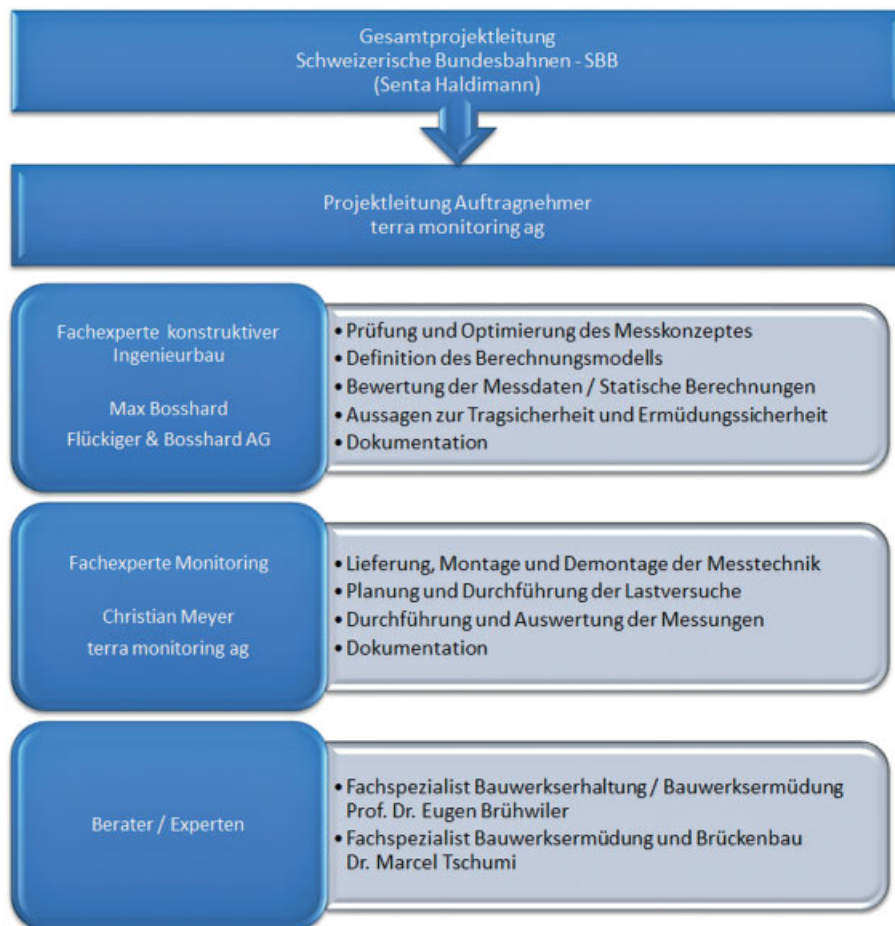 Gesamtprojektleitung
Schweizerische Bundesbahnen - SBB
(Senta Haldimann)
Projektleitung Auftragnehmer
terra monitoring ag
Fachexperte konstruktiver
Ingenieurbau
Max Bosshard
Flückiger & Bosshard AG
• Prüfung und Optimierung des Messkonzeptes
• Definition des Berechnungsmodells
• Bewertung der Messdaten / Statische Berechnungen
• Aussagen zur Tragsicherheit und Ermüdungssicherheit
• Dokumentation
Fachexperte Monitoring
Christian Meyer
terra monitoring ag
• Lieferung, Montage und Demontage der Messtechnik
• Planung und Durchführung der Lastversuche
• Durchführung und Auswertung der Messungen
• Dokumentation
Berater / Experten
• Fachspezialist Bauwerkserhaltung / Bauwerksermüdung
Prof. Dr. Eugen Brühwiler
• Fachspezialist Bauwerksermüdung und Brückenbau
Dr. Marcel Tschumi